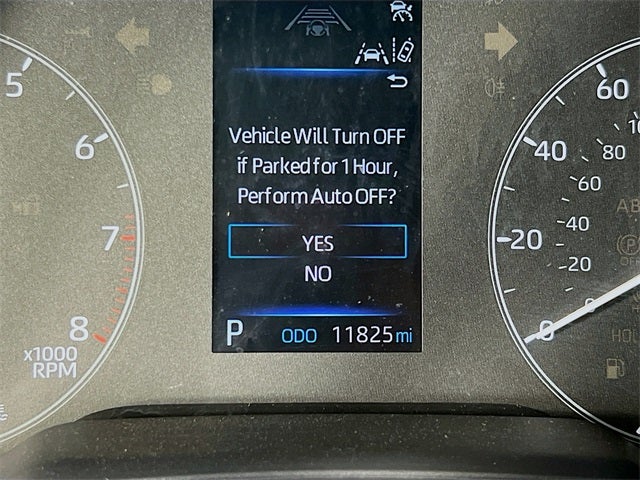 5
6
7
8
x1000
RPM
Vehicle Will Turn OFF
if Parked for 1 Hour,
Perform Auto OFF?
YES
NO
P ODO 11825 mi
60
40
20
0
80
60
40
20
0